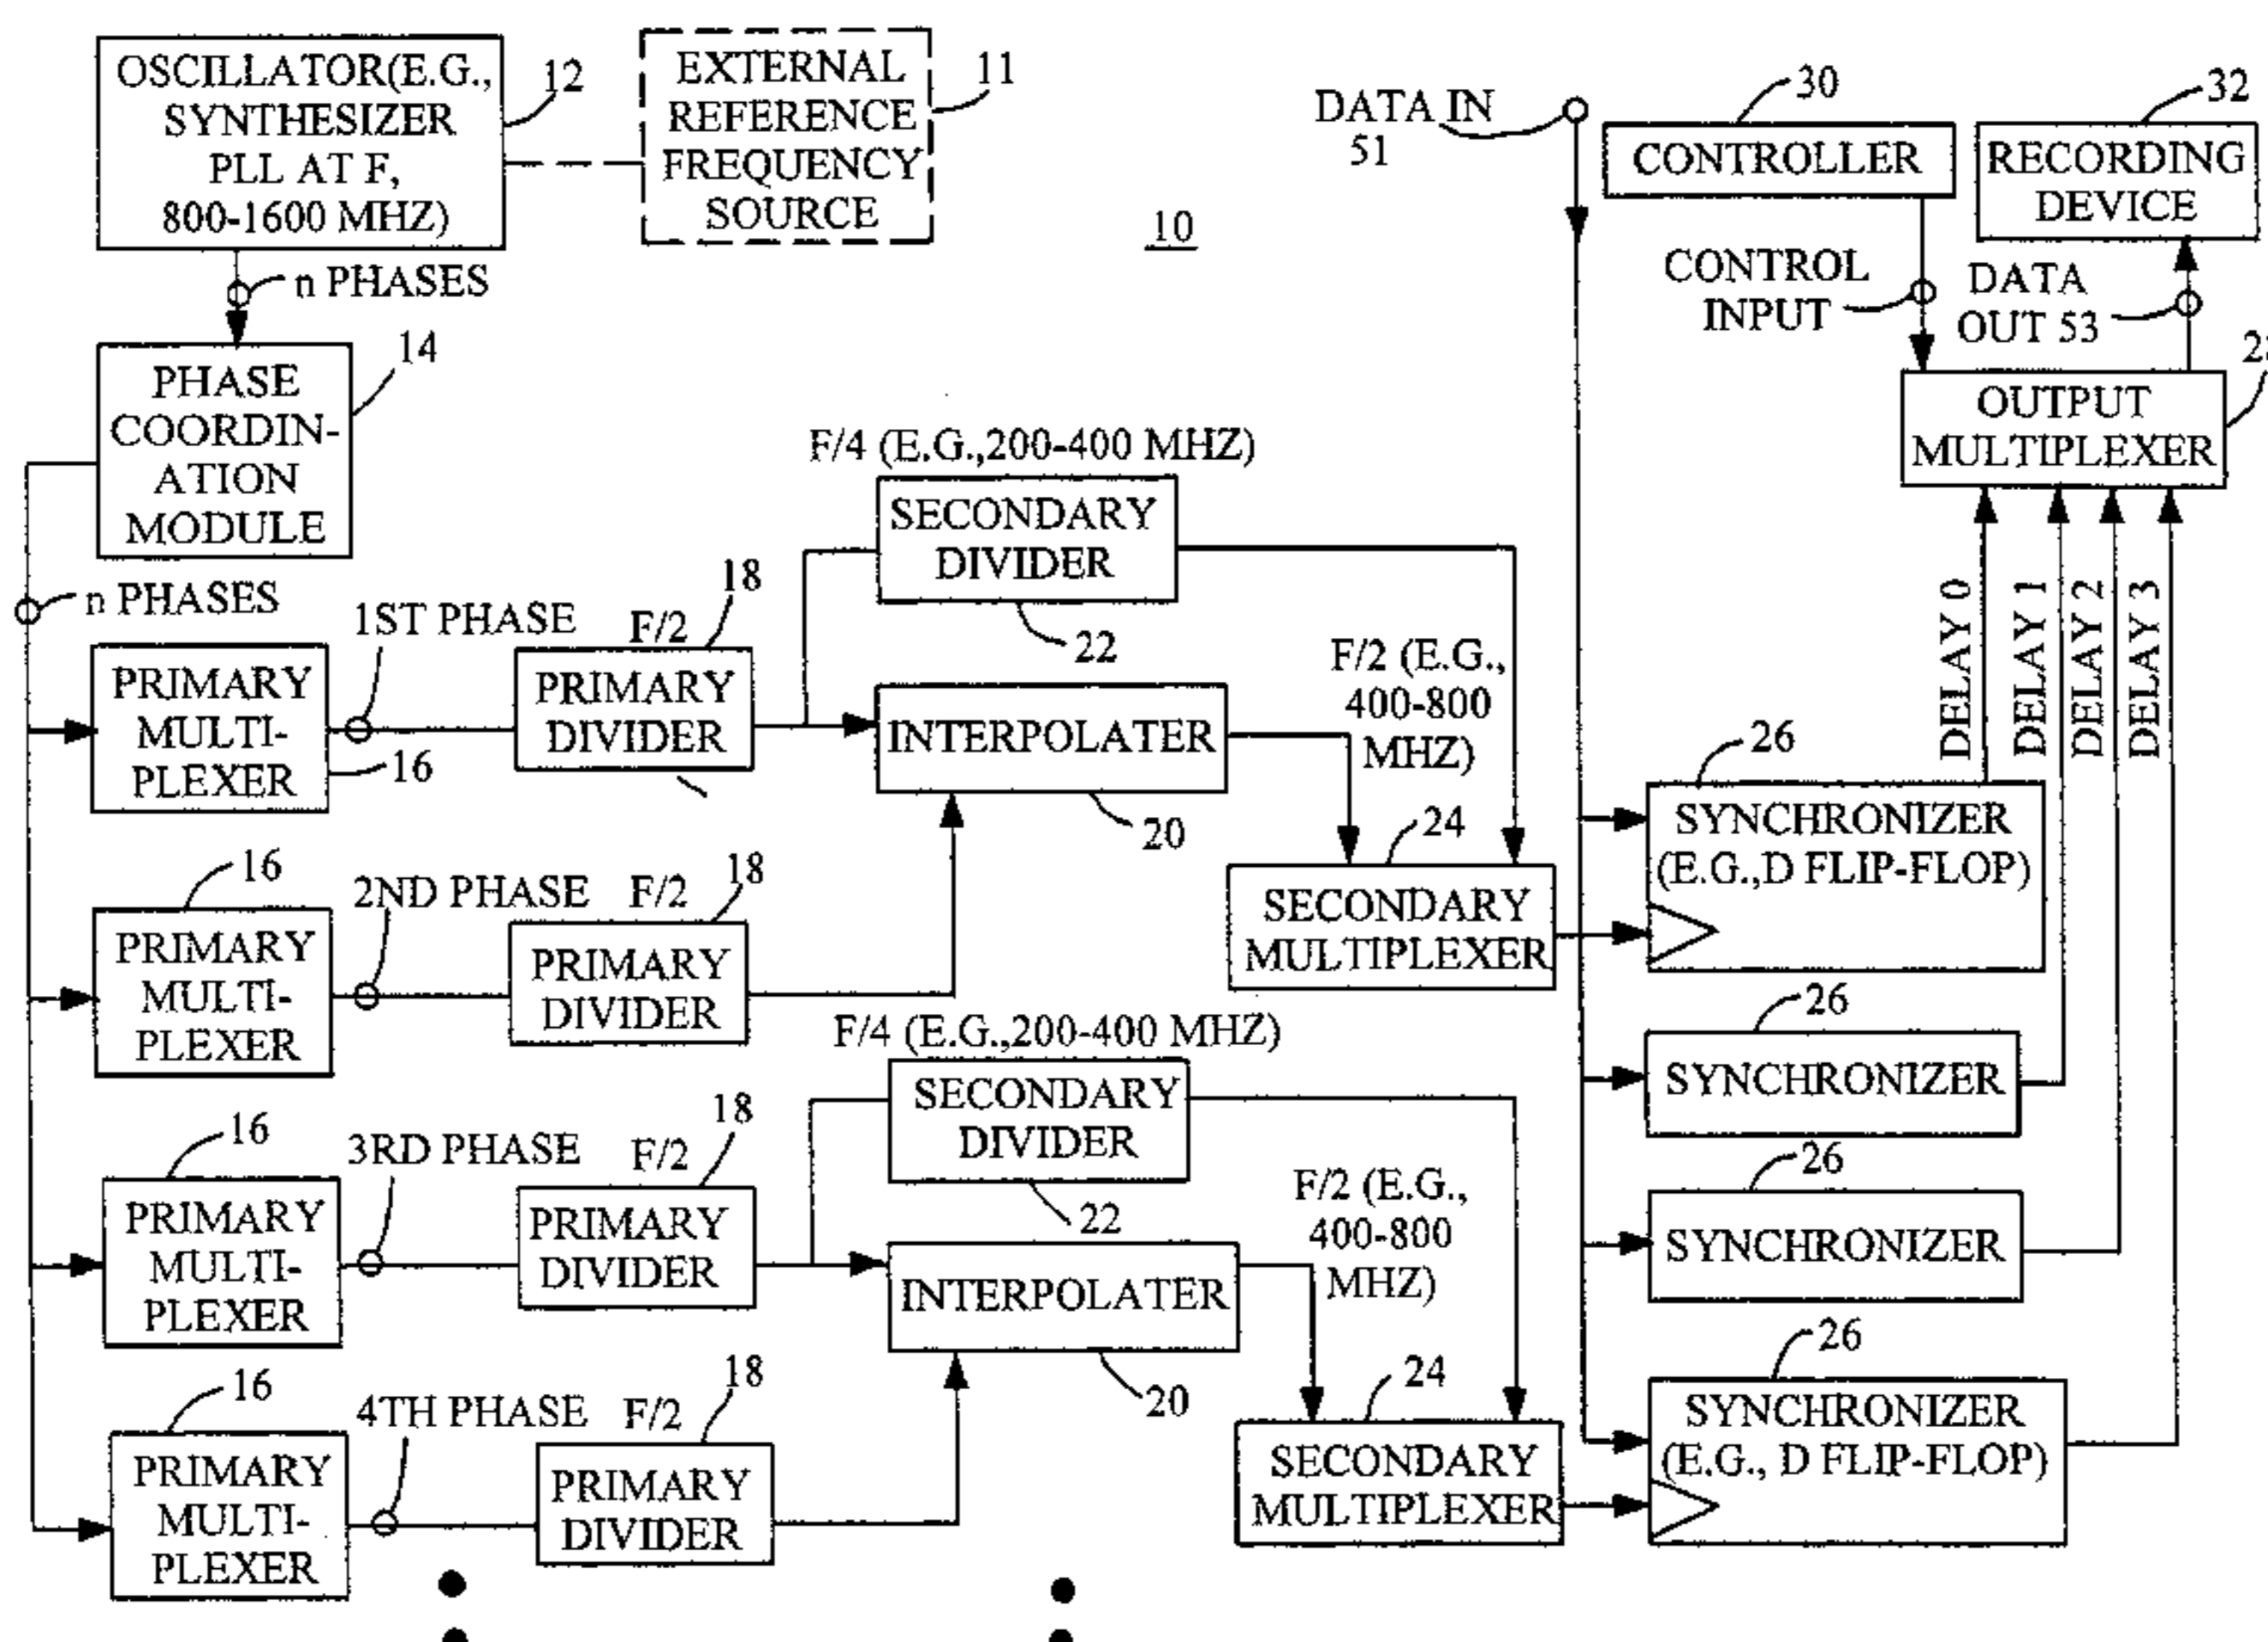 OSCILLATOR(E.G.,
SYNTHESIZER
PLL AT F,
800-1600 MHZ)
12
EXTERNAL
REFERENCE
FREQUENCY
SOURCE
11
10
n PHASES
PHASE
COORDIN-
ATION
MODULE
14
n PHASES
DATA IN
51
CONTROLLER
30
RECORDING
DEVICE
32
CONTROL
INPUT
DATA
OUT 53
OUTPUT
MULTIPLEXER
PRIMARY
MULTI-
PLEXER
16
1ST PHASE
F/2
18
PRIMARY
DIVIDER
F/4 (E.G.,200-400 MHZ)
SECONDARY
DIVIDER
22
INTERPOLATER
20
F/2 (E.G.,
400-800
MHZ)
24
SECONDARY
MULTIPLEXER
DELAY 0
DELAY 1
DELAY 2
DELAY 3
26
SYNCHRONIZER
(E.G.,D FLIP-FLOP)
16
PRIMARY
MULTI-
PLEXER
2ND PHASE
F/2
18
PRIMARY
DIVIDER
26
SYNCHRONIZER
16
PRIMARY
MULTI-
PLEXER
3RD PHASE
F/2
18
PRIMARY
DIVIDER
F/4 (E.G.,200-400 MHZ)
SECONDARY
DIVIDER
22
INTERPOLATER
20
F/2 (E.G.,
400-800
MHZ)
24
SECONDARY
MULTIPLEXER
26
SYNCHRONIZER
16
PRIMARY
MULTI-
PLEXER
4TH PHASE
F/2
18
PRIMARY
DIVIDER
26
SYNCHRONIZER
(E.G., D FLIP-FLOP)